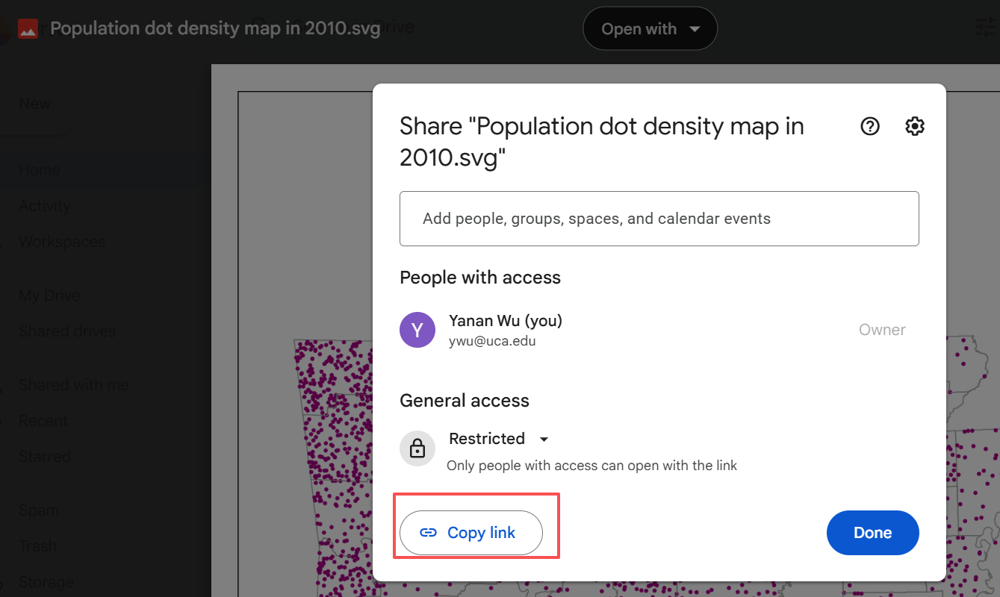 Population dot density map in 2010.svg
Drive
Open with
New
Home
Activity
Workspaces
My Drive
Shared drives
Shared with me
Recent
Starred
Spam
Trash
Storage
Share "Population dot density map in
2010.svg"
Add people, groups, spaces, and calendar events
People with access
Y
Yanan Wu (you)
ywu@uca.edu
Owner
General access
Restricted
Only people with access can open with the link
Copy link
Done